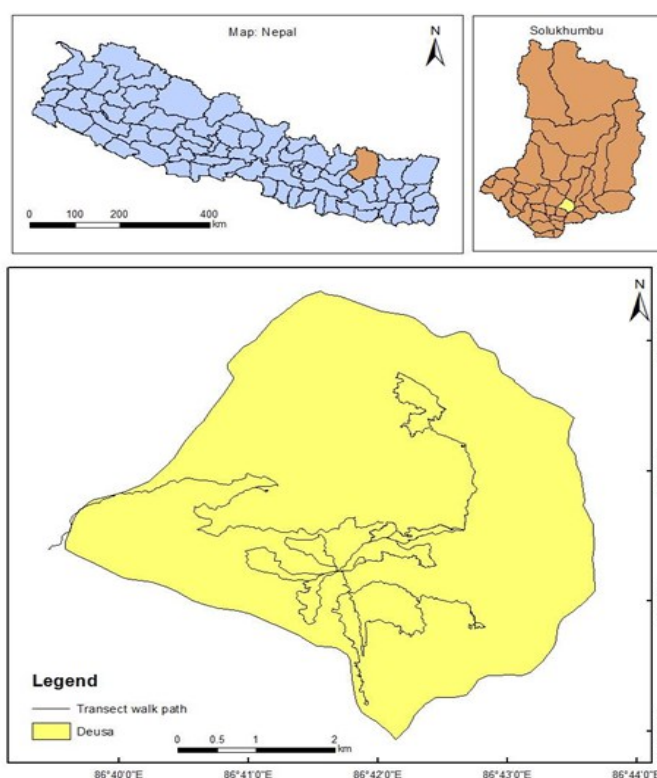 Map: Nepal
N
0 100 200 400
km
Solukhumbu
N
Legend
Transect walk path
Deusa
0 0.5 1 2
km
86°40'0"E 86°41'0"E 86°42'0"E 86°43'0"E 86°44'0"E